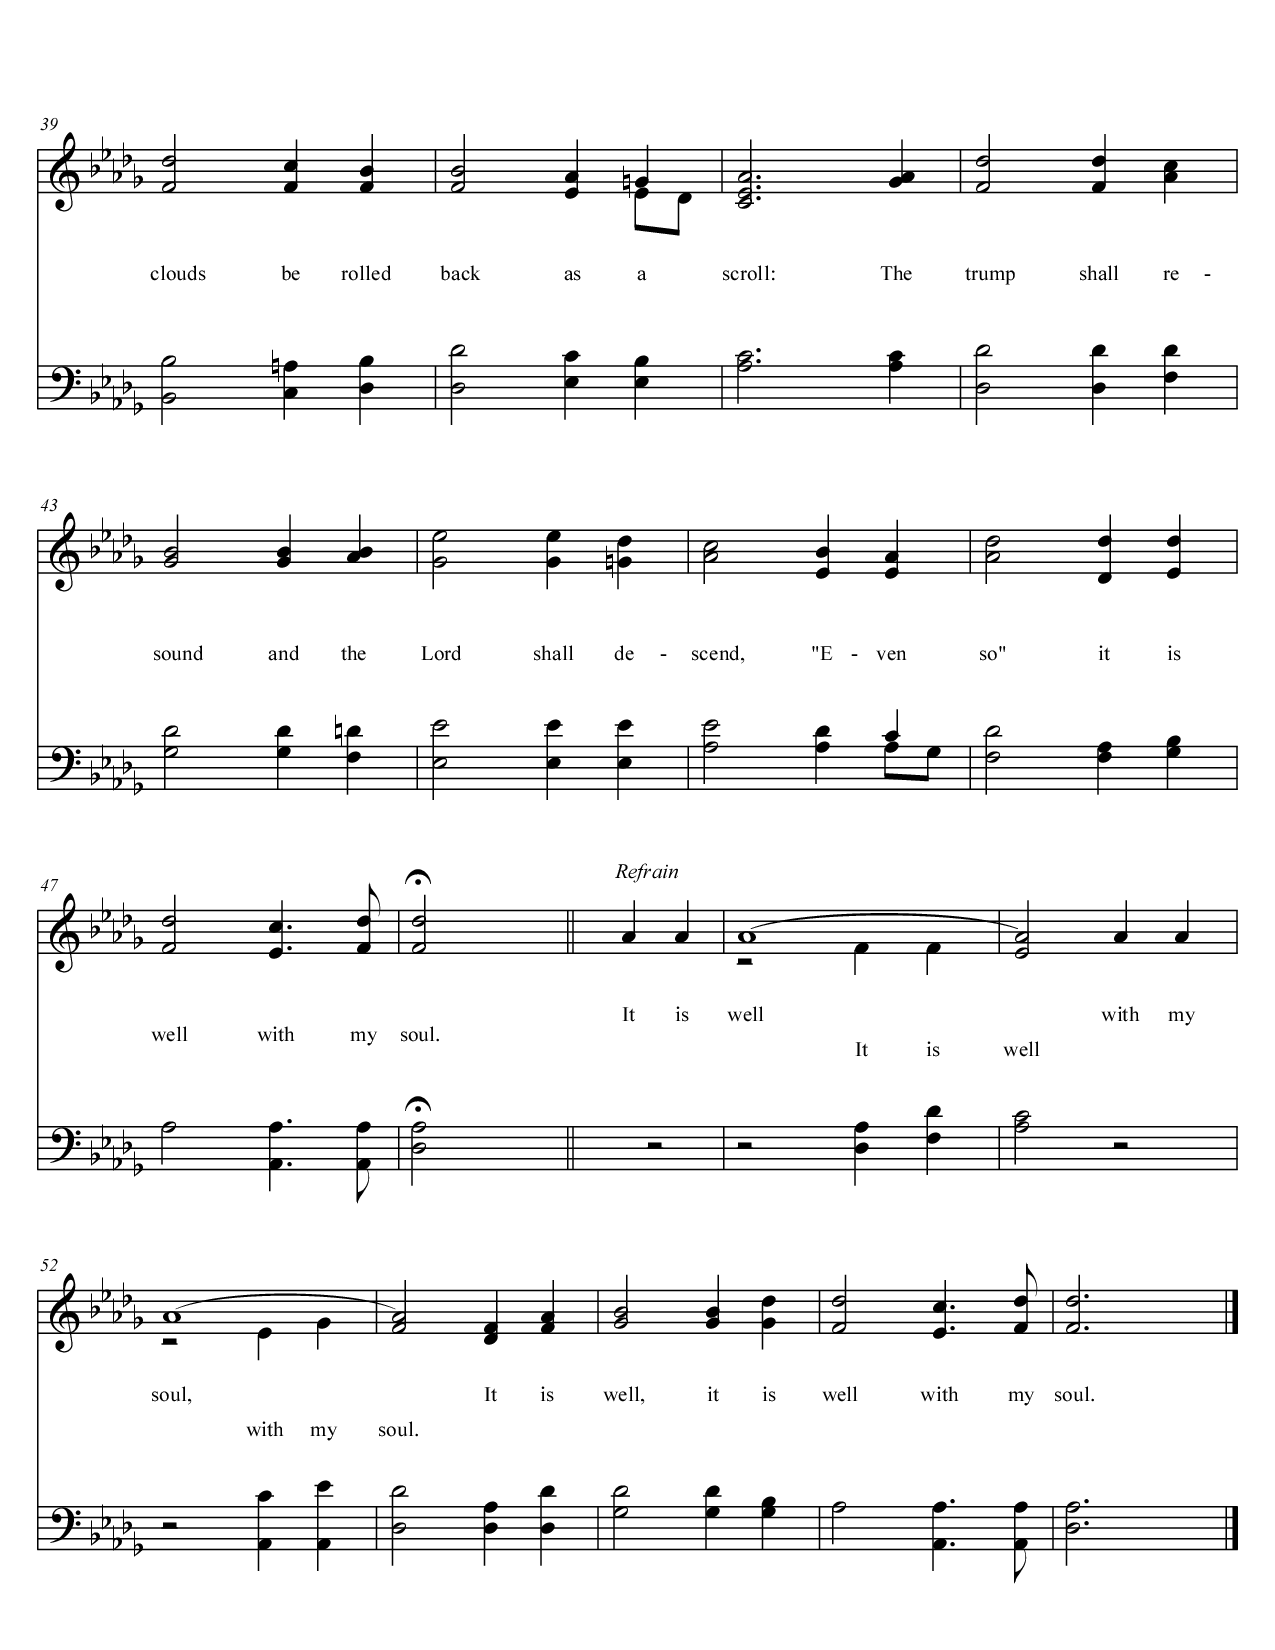 39
clouds be rolled back as a scroll: The trump shall re -
43
sound and the Lord shall de - scend, "E - ven so" it is
47
Refrain
It is well with my
well with my soul.
It is well
52
soul, It is well, it is well with my soul.
with my soul.